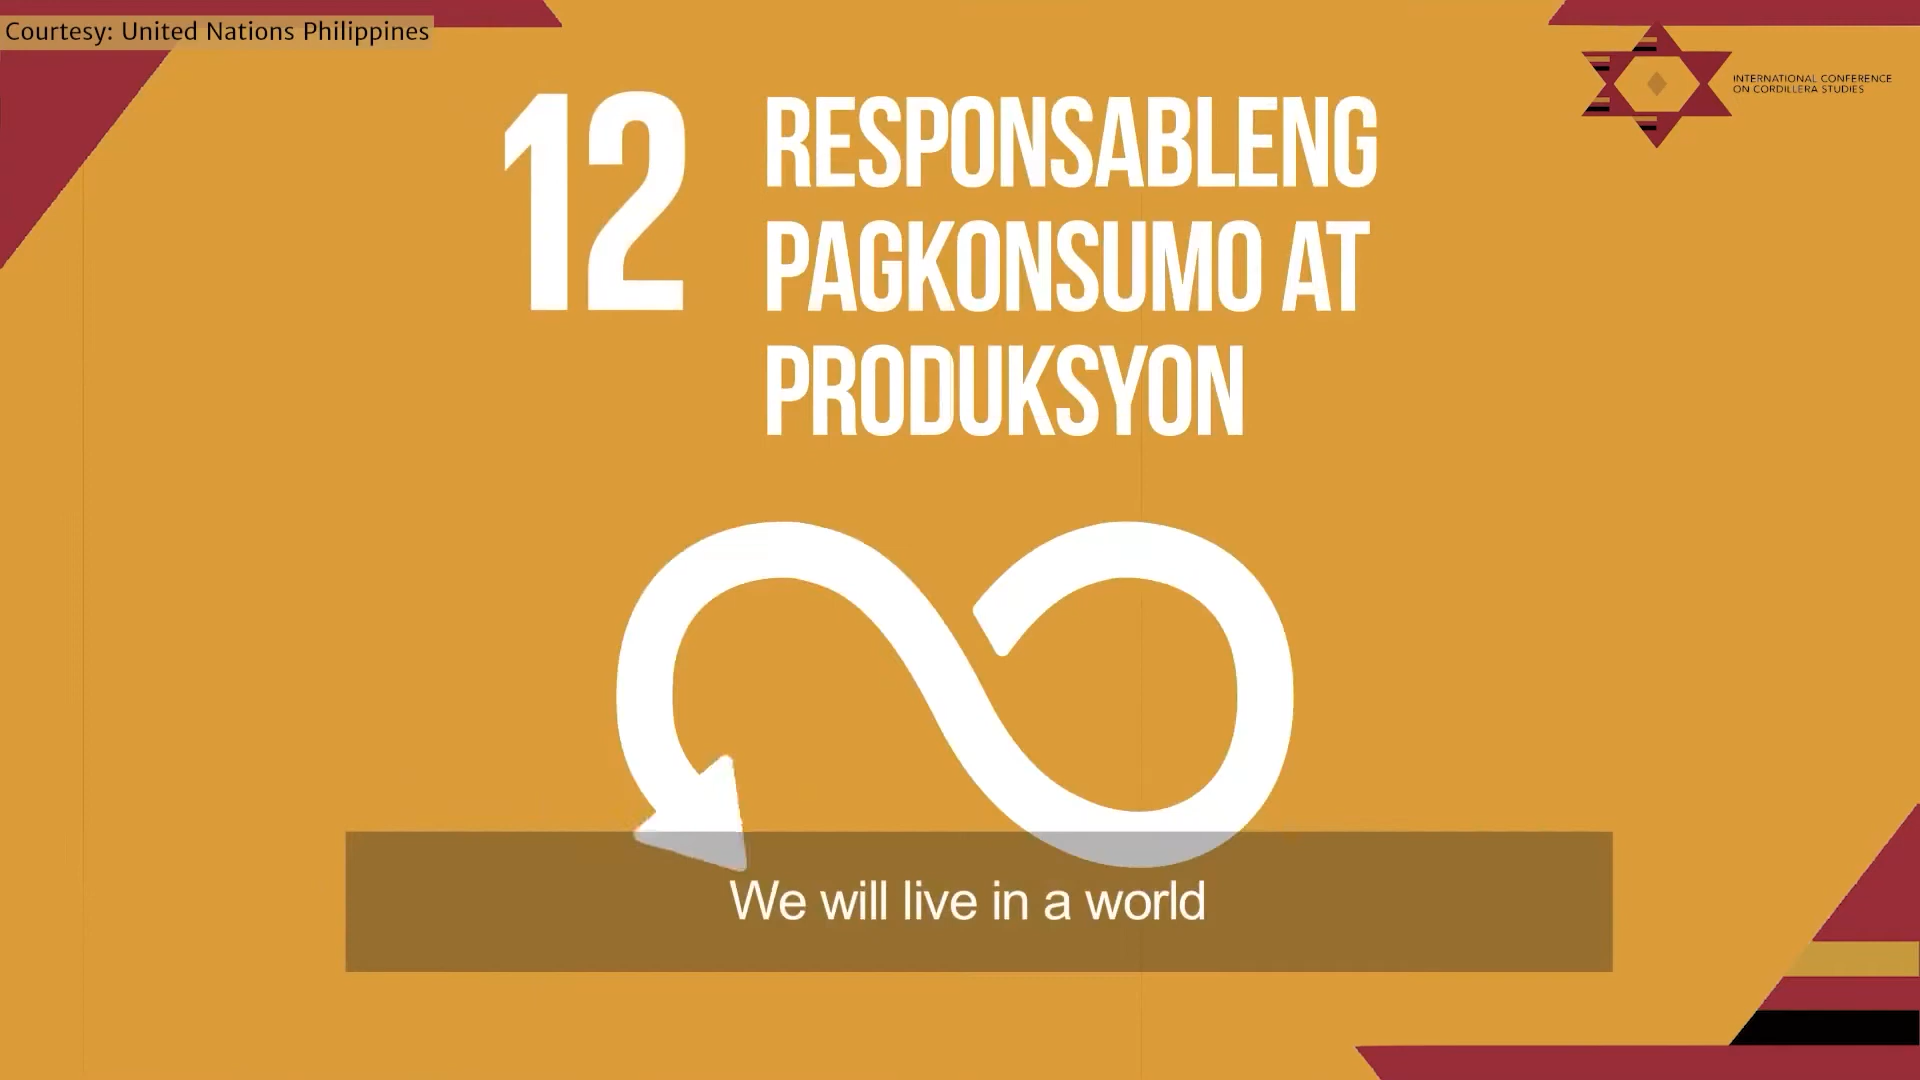 Courtesy: United Nations Philippines
INTERNATIONAL CONFERENCE
ON CORDILLERA STUDIES
12
RESPONSABLENG
PAGKONSUMO AT
PRODUKSYON
We will live in a world